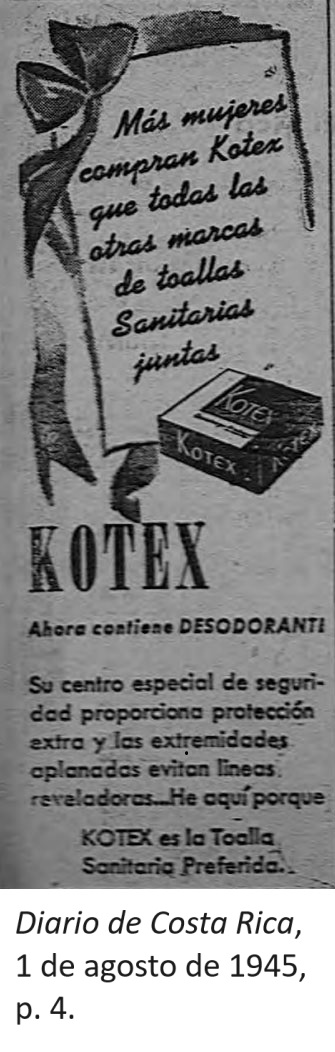 Más mujeres
compran Kotex
que todas las
otras marcas
de toallas
Sanitarias
juntas
KOTEX
KOTEX
KOTEX
KOTEX
Ahora contiene DESODORANTE
Su centro especial de seguri-
dad proporciona protección
extra y las extremidades
aplanadas evitan líneas
reveladoras...He aquí porque
KOTEX es la Toalla
Sanitaria Preferida.
Diario de Costa Rica,
1 de agosto de 1945,
p. 4.